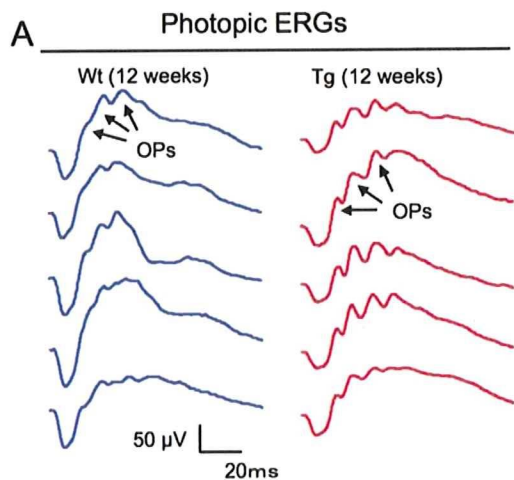 A
Photopic ERGs
Wt (12 weeks)
Tg (12 weeks)
OPs
OPs
50 µV
20ms